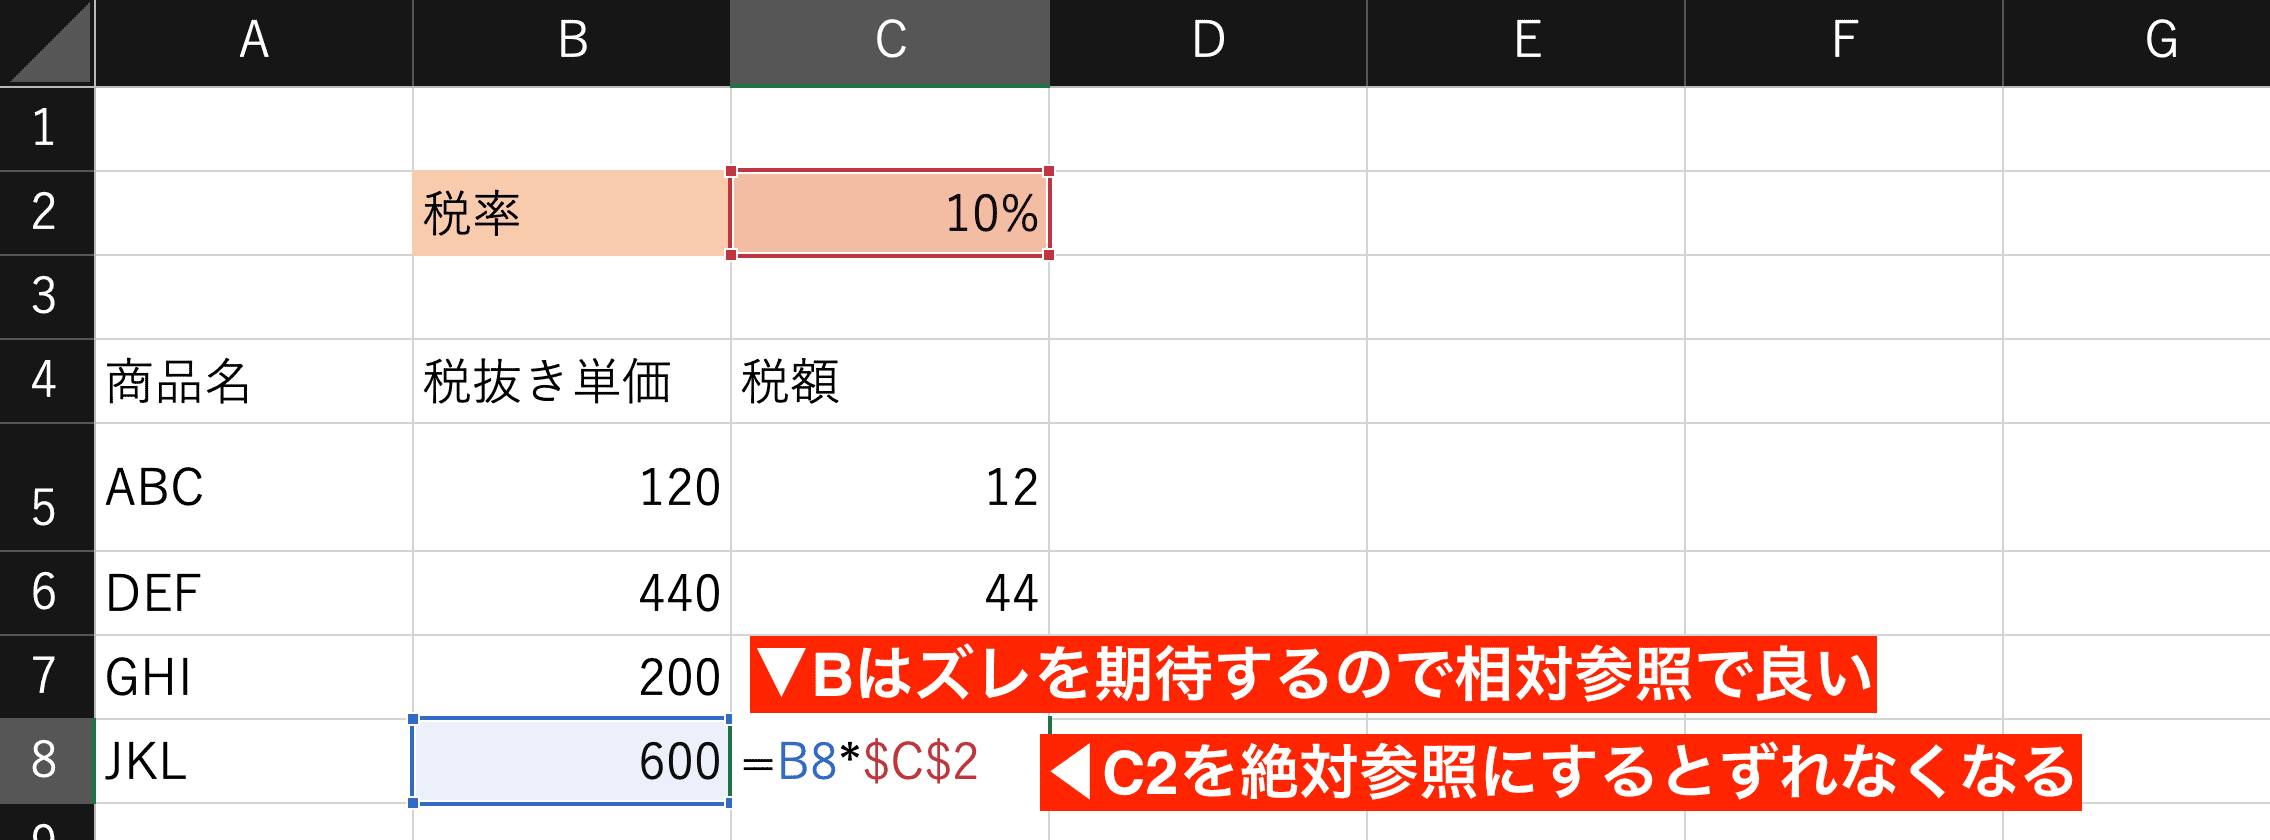 A B C D E F G
1
2 税率 10%
3
4 商品名 税抜き単価 税額
5 ABC 120 12
6 DEF 440 44
7 GHI 200 ▼Bはズレを期待するので相対参照で良い
8 JKL 600 =B8*$C$2 ◀C2を絶対参照にするとずれなくなる
9